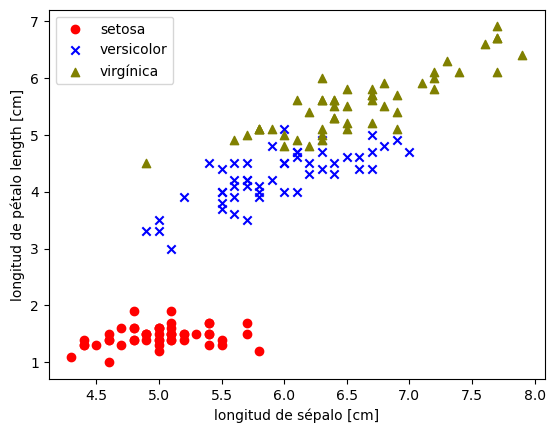 setosa
versicolor
virgínica
longitud de pétalo length [cm]
7
6
5
4
3
2
1
4.5 5.0 5.5 6.0 6.5 7.0 7.5 8.0
longitud de sépalo [cm]